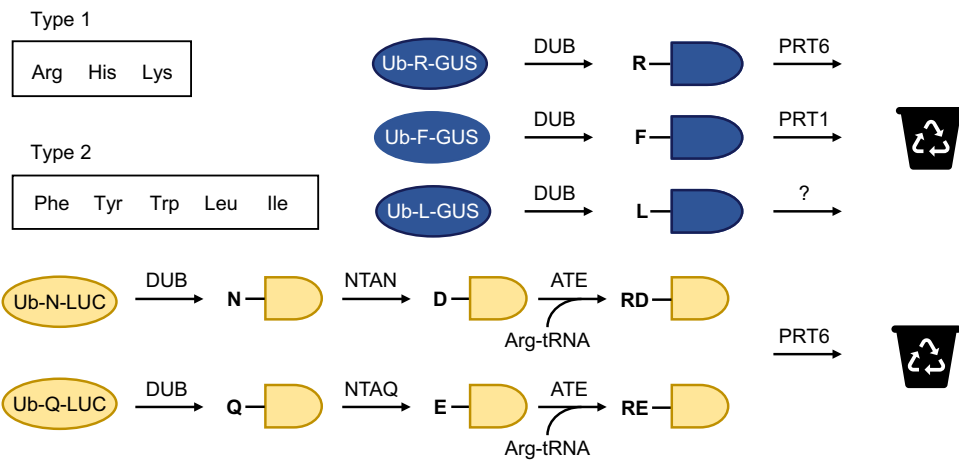 Type 1
Arg His Lys
Type 2
Phe Tyr Trp Leu Ile
Ub-R-GUS DUB R PRT6
Ub-F-GUS DUB F PRT1
Ub-L-GUS DUB L ?
Ub-N-LUC DUB N NTAN D ATE RD
Arg-tRNA
PRT6
Ub-Q-LUC DUB Q NTAQ E ATE RE
Arg-tRNA